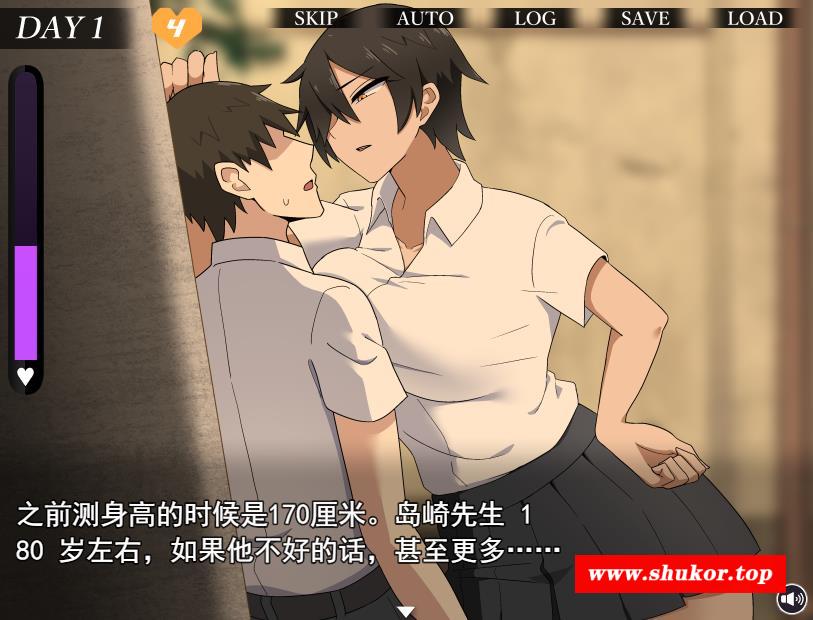 DAY 1
4
SKIP
AUTO
LOG
SAVE
LOAD
之前测身高的时候是170厘米。岛崎先生 1
80 岁左右，如果他不好的话，甚至更多……
www.shukor.top